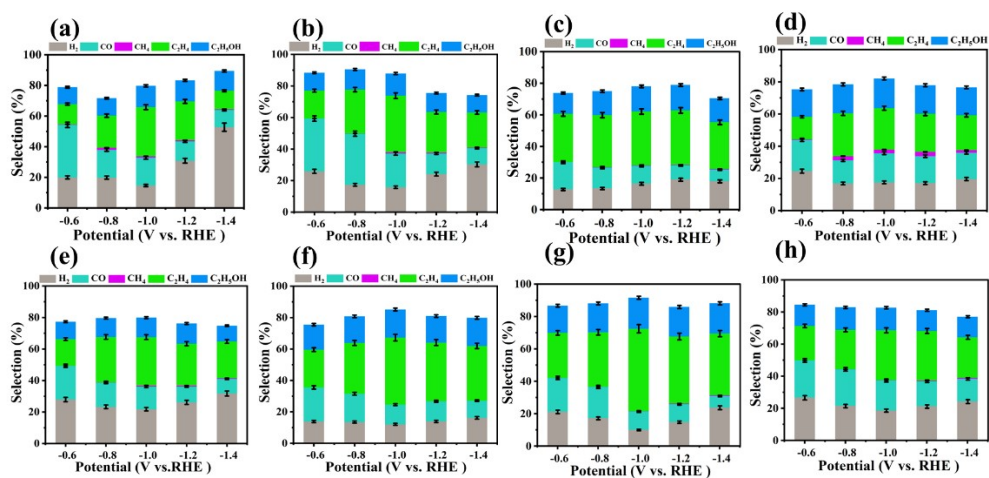 (a)
H₂ CO CH₄ C₂H₄ C₂H₅OH
Selection (%)
100
80
60
40
20
0
-0.6 -0.8 -1.0 -1.2 -1.4
Potential (V vs. RHE )
(b)
H₂ CO CH₄ C₂H₄ C₂H₅OH
Selection (%)
100
80
60
40
20
0
-0.6 -0.8 -1.0 -1.2 -1.4
Potential (V vs. RHE )
(c)
H₂ CO CH₄ C₂H₄ C₂H₅OH
Selection (%)
100
80
60
40
20
0
-0.6 -0.8 -1.0 -1.2 -1.4
Potential (V vs. RHE )
(d)
H₂ CO CH₄ C₂H₄ C₂H₅OH
Selection (%)
100
80
60
40
20
0
-0.6 -0.8 -1.0 -1.2 -1.4
Potential (V vs. RHE )
(e)
H₂ CO CH₄ C₂H₄ C₂H₅OH
Selection (%)
100
80
60
40
20
0
-0.6 -0.8 -1.0 -1.2 -1.4
Potential (V vs.RHE )
(f)
H₂ CO CH₄ C₂H₄ C₂H₅OH
Selection (%)
100
80
60
40
20
0
-0.6 -0.8 -1.0 -1.2 -1.4
Potential (V vs. RHE )
(g)
Selection (%)
100
80
60
40
20
0
-0.6 -0.8 -1.0 -1.2 -1.4
Potential (V vs. RHE )
(h)
H₂ CO CH₄ C₂H₄ C₂H₅OH
Selection (%)
100
80
60
40
20
0
-0.6 -0.8 -1.0 -1.2 -1.4
Potential (V vs. RHE )